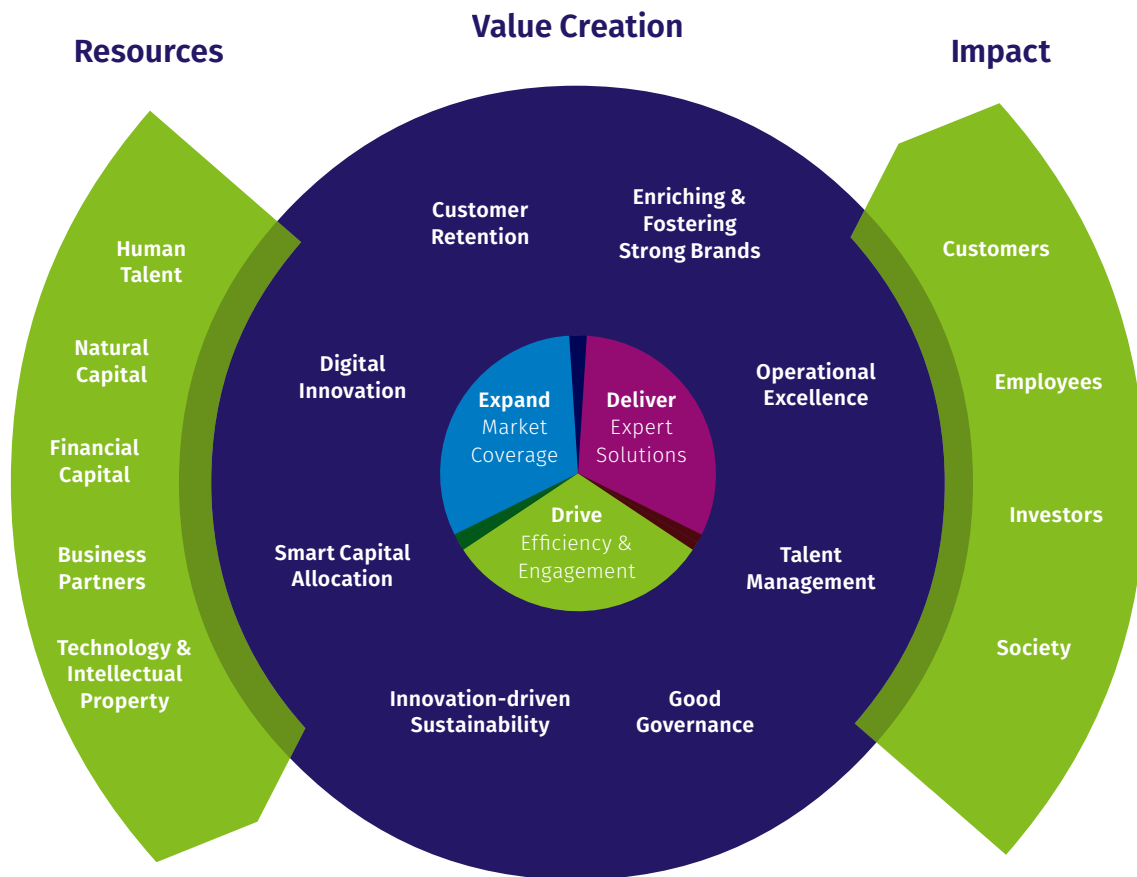 Resources
Value Creation
Impact
Human
Talent
Natural
Capital
Financial
Capital
Business
Partners
Technology &
Intellectual
Property
Customer
Retention
Enriching &
Fostering
Strong Brands
Digital
Innovation
Operational
Excellence
Smart Capital
Allocation
Talent
Management
Innovation-driven
Sustainability
Good
Governance
Expand
Market
Coverage
Deliver
Expert
Solutions
Drive
Efficiency &
Engagement
Customers
Employees
Investors
Society